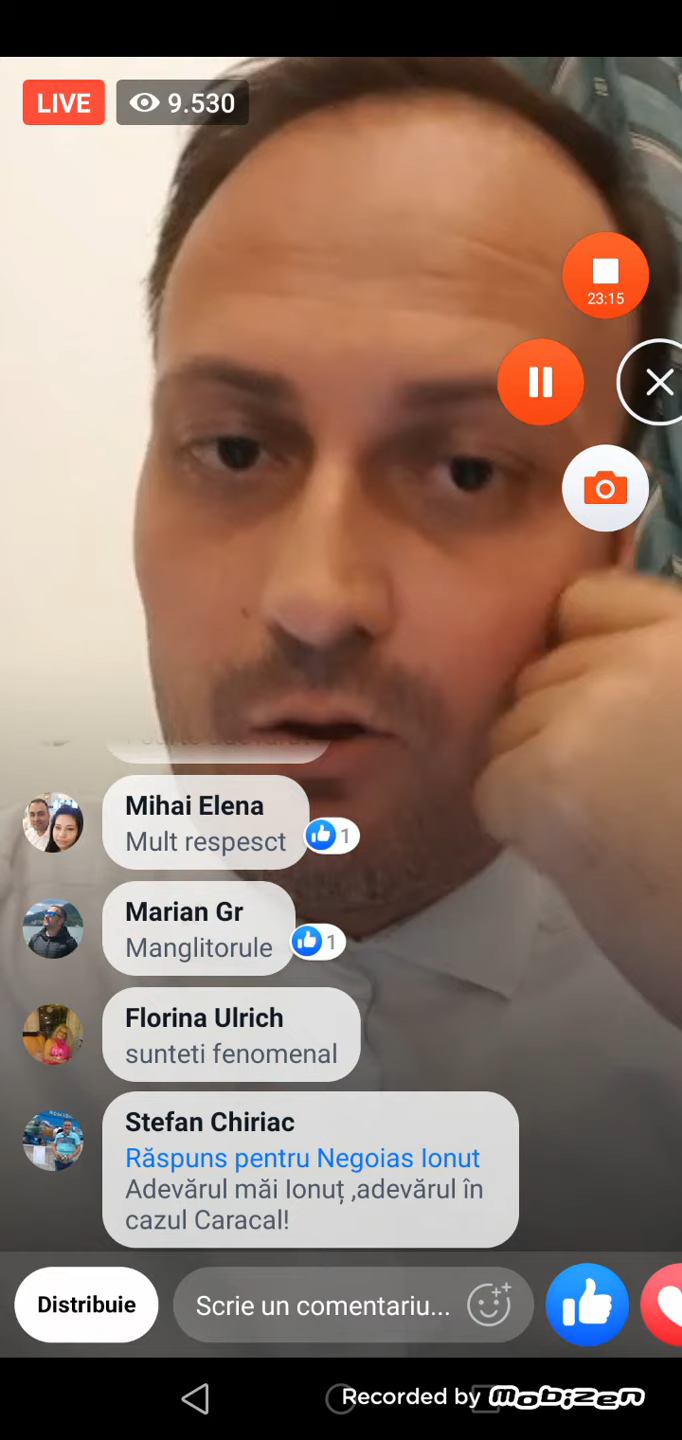 LIVE
9.530
23:15
Mihai Elena
Mult respesct
1
Marian Gr
Manglitorule
1
Florina Ulrich
sunteti fenomenal
Stefan Chiriac
Răspuns pentru Negoias Ionut
Adevărul măi Ionuț ,adevărul în
cazul Caracal!
Distribuie
Scrie un comentariu...
Recorded by mobizen